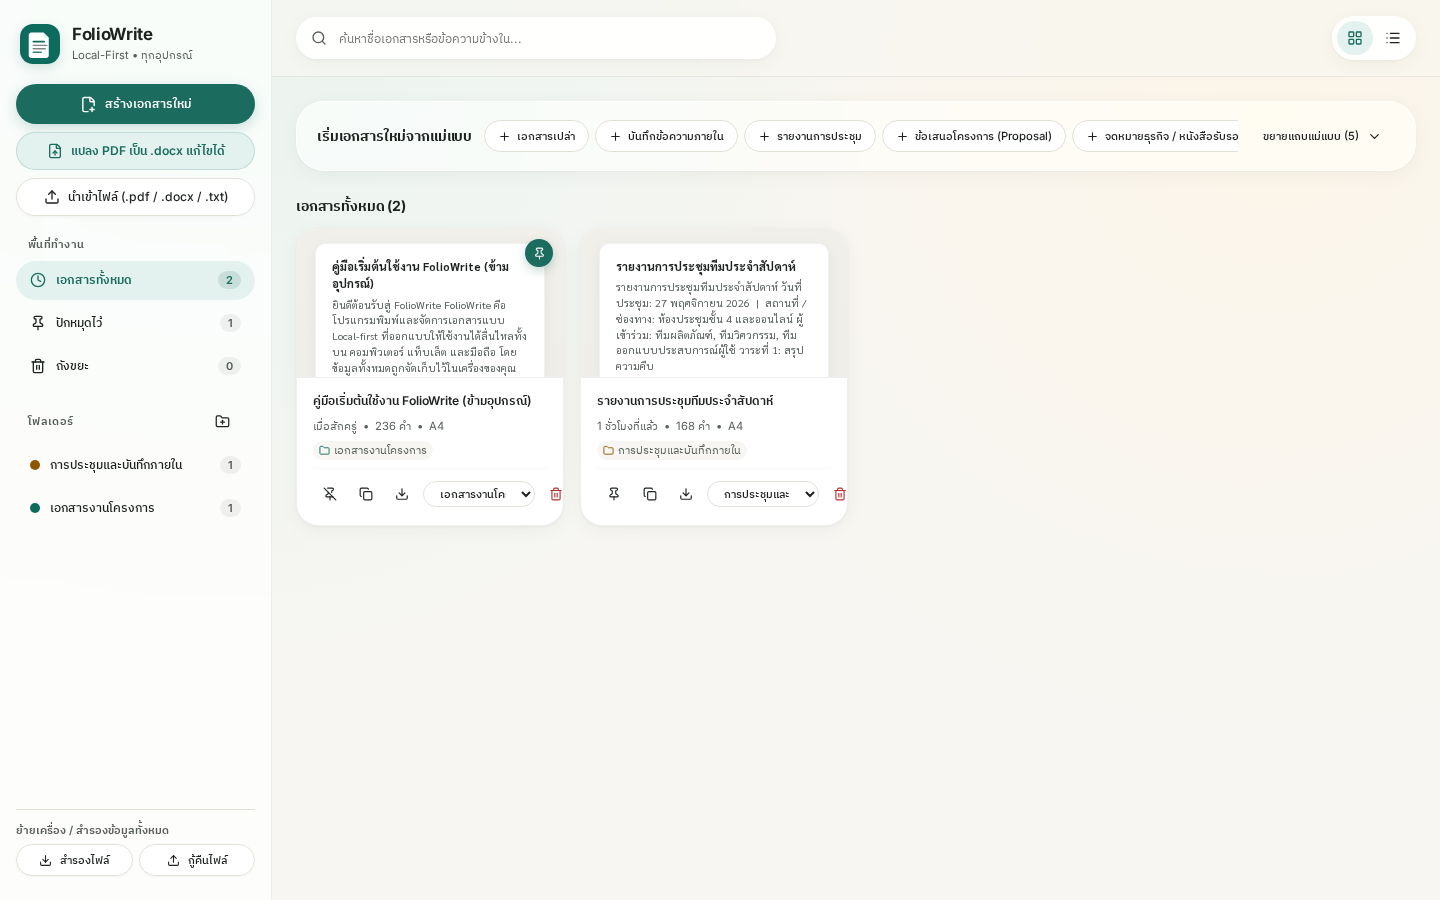 FolioWrite
Local-First • ทุกอุปกรณ์
สร้างเอกสารใหม่
แปลง PDF เป็น .docx แก้ไขได้
นำเข้าไฟล์ (.pdf / .docx / .txt)
พื้นที่ทำงาน
เอกสารทั้งหมด 2
ปักหมุดไว้ 1
ถังขยะ 0
โฟลเดอร์
การประชุมและบันทึกภายใน 1
เอกสารงานโครงการ 1
ย้ายเครื่อง / สำรองข้อมูลทั้งหมด
สำรองไฟล์
กู้คืนไฟล์
ค้นหาชื่อเอกสารหรือข้อความข้างใน...
เริ่มเอกสารใหม่จากแม่แบบ
เอกสารเปล่า
บันทึกข้อความภายใน
รายงานการประชุม
ข้อเสนอโครงการ (Proposal)
จดหมายธุรกิจ / หนังสือรับรอ
ขยายแถบแม่แบบ (5)
เอกสารทั้งหมด (2)
คู่มือเริ่มต้นใช้งาน FolioWrite (ข้าม
อุปกรณ์)
ยินดีต้อนรับสู่ FolioWrite FolioWrite คือ
โปรแกรมพิมพ์และจัดการเอกสารแบบ
Local-first ที่ออกแบบให้ใช้งานได้ลื่นไหลทั้ง
บน คอมพิวเตอร์ แท็บเล็ต และมือถือ โดย
ข้อมูลทั้งหมดถูกจัดเก็บไว้ในเครื่องของคุณ
คู่มือเริ่มต้นใช้งาน FolioWrite (ข้ามอุปกรณ์)
เมื่อสักครู่ • 236 คำ • A4
เอกสารงานโครงการ
เอกสารงานโค
รายงานการประชุมทีมประจำสัปดาห์
รายงานการประชุมทีมประจำสัปดาห์ วันที่
ประชุม: 27 พฤศจิกายน 2026 | สถานที่ /
ช่องทาง: ห้องประชุมชั้น 4 และออนไลน์ ผู้
เข้าร่วม: ทีมผลิตภัณฑ์, ทีมวิศวกรรม, ทีม
ออกแบบประสบการณ์ผู้ใช้ วาระที่ 1: สรุป
ความคืบ
รายงานการประชุมทีมประจำสัปดาห์
1 ชั่วโมงที่แล้ว • 168 คำ • A4
การประชุมและบันทึกภายใน
การประชุมและ